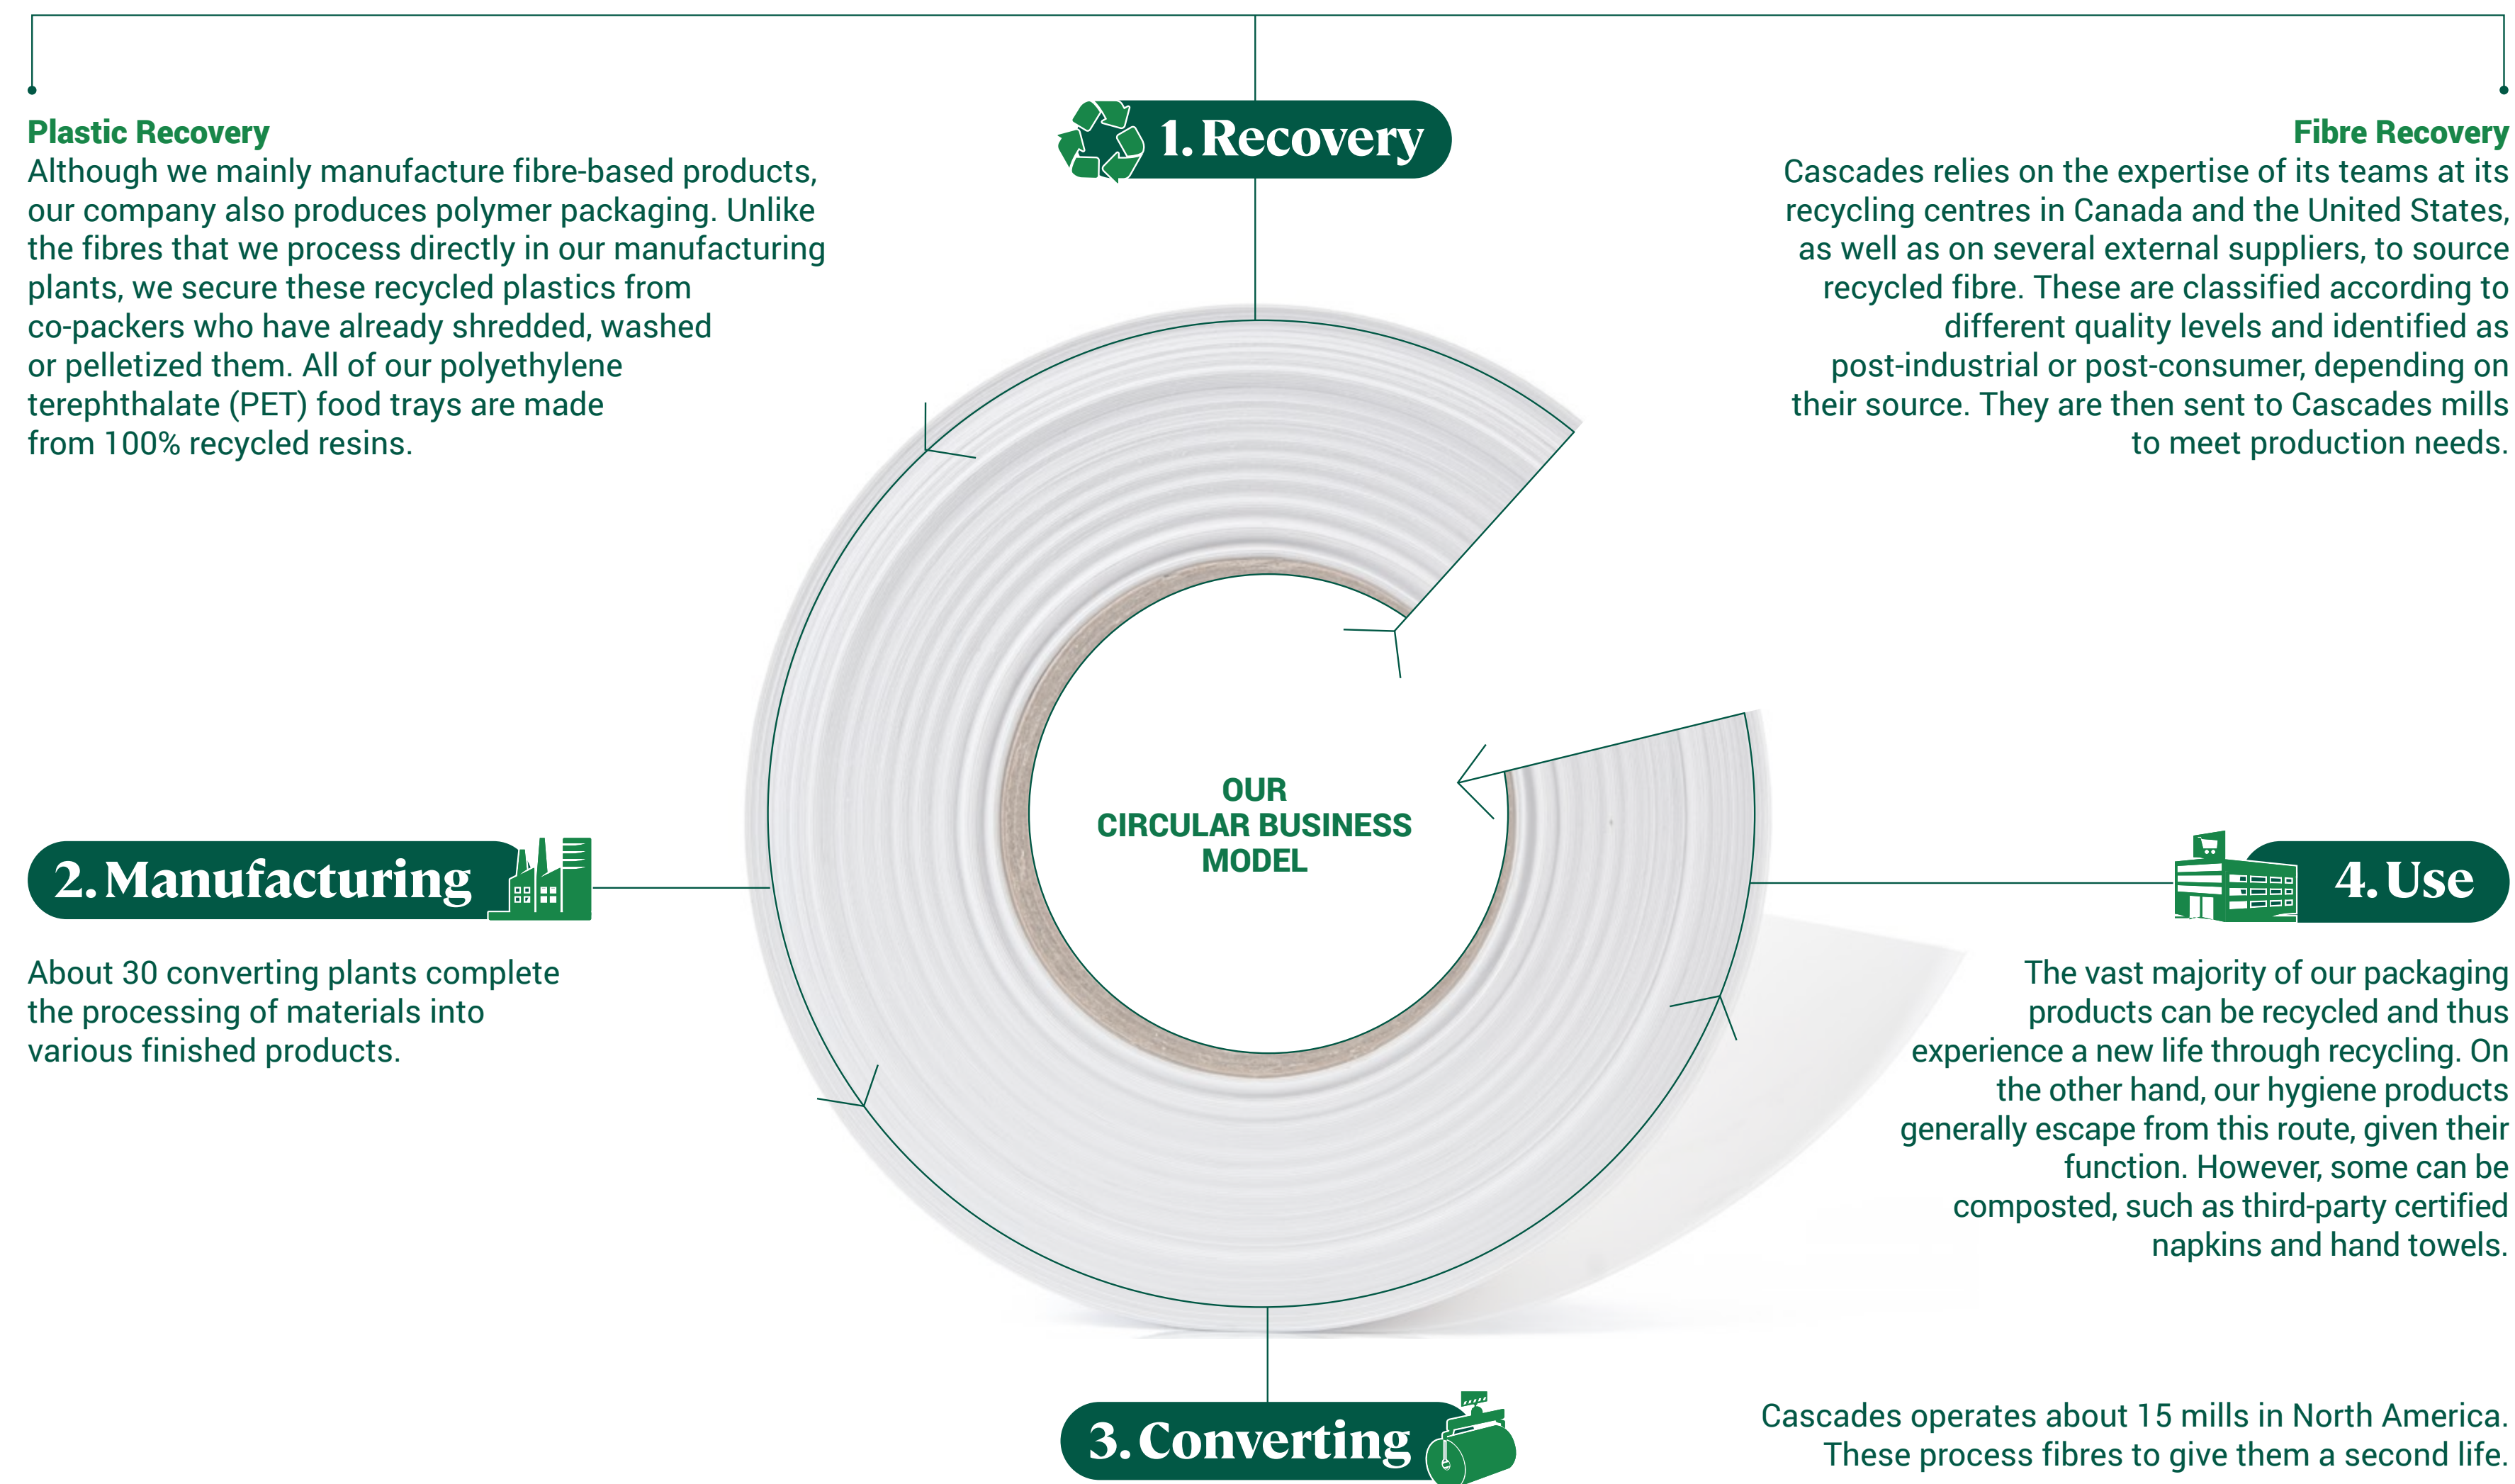 1. Recovery
Plastic Recovery
Although we mainly manufacture fibre-based products,
our company also produces polymer packaging. Unlike
the fibres that we process directly in our manufacturing
plants, we secure these recycled plastics from
co-packers who have already shredded, washed
or pelletized them. All of our polyethylene
terephthalate (PET) food trays are made
from 100% recycled resins.
Fibre Recovery
Cascades relies on the expertise of its teams at its
recycling centres in Canada and the United States,
as well as on several external suppliers, to source
recycled fibre. These are classified according to
different quality levels and identified as
post-industrial or post-consumer, depending on
their source. They are then sent to Cascades mills
to meet production needs.
OUR
CIRCULAR BUSINESS
MODEL
2. Manufacturing
About 30 converting plants complete
the processing of materials into
various finished products.
4. Use
The vast majority of our packaging
products can be recycled and thus
experience a new life through recycling. On
the other hand, our hygiene products
generally escape from this route, given their
function. However, some can be
composted, such as third-party certified
napkins and hand towels.
3. Converting
Cascades operates about 15 mills in North America.
These process fibres to give them a second life.